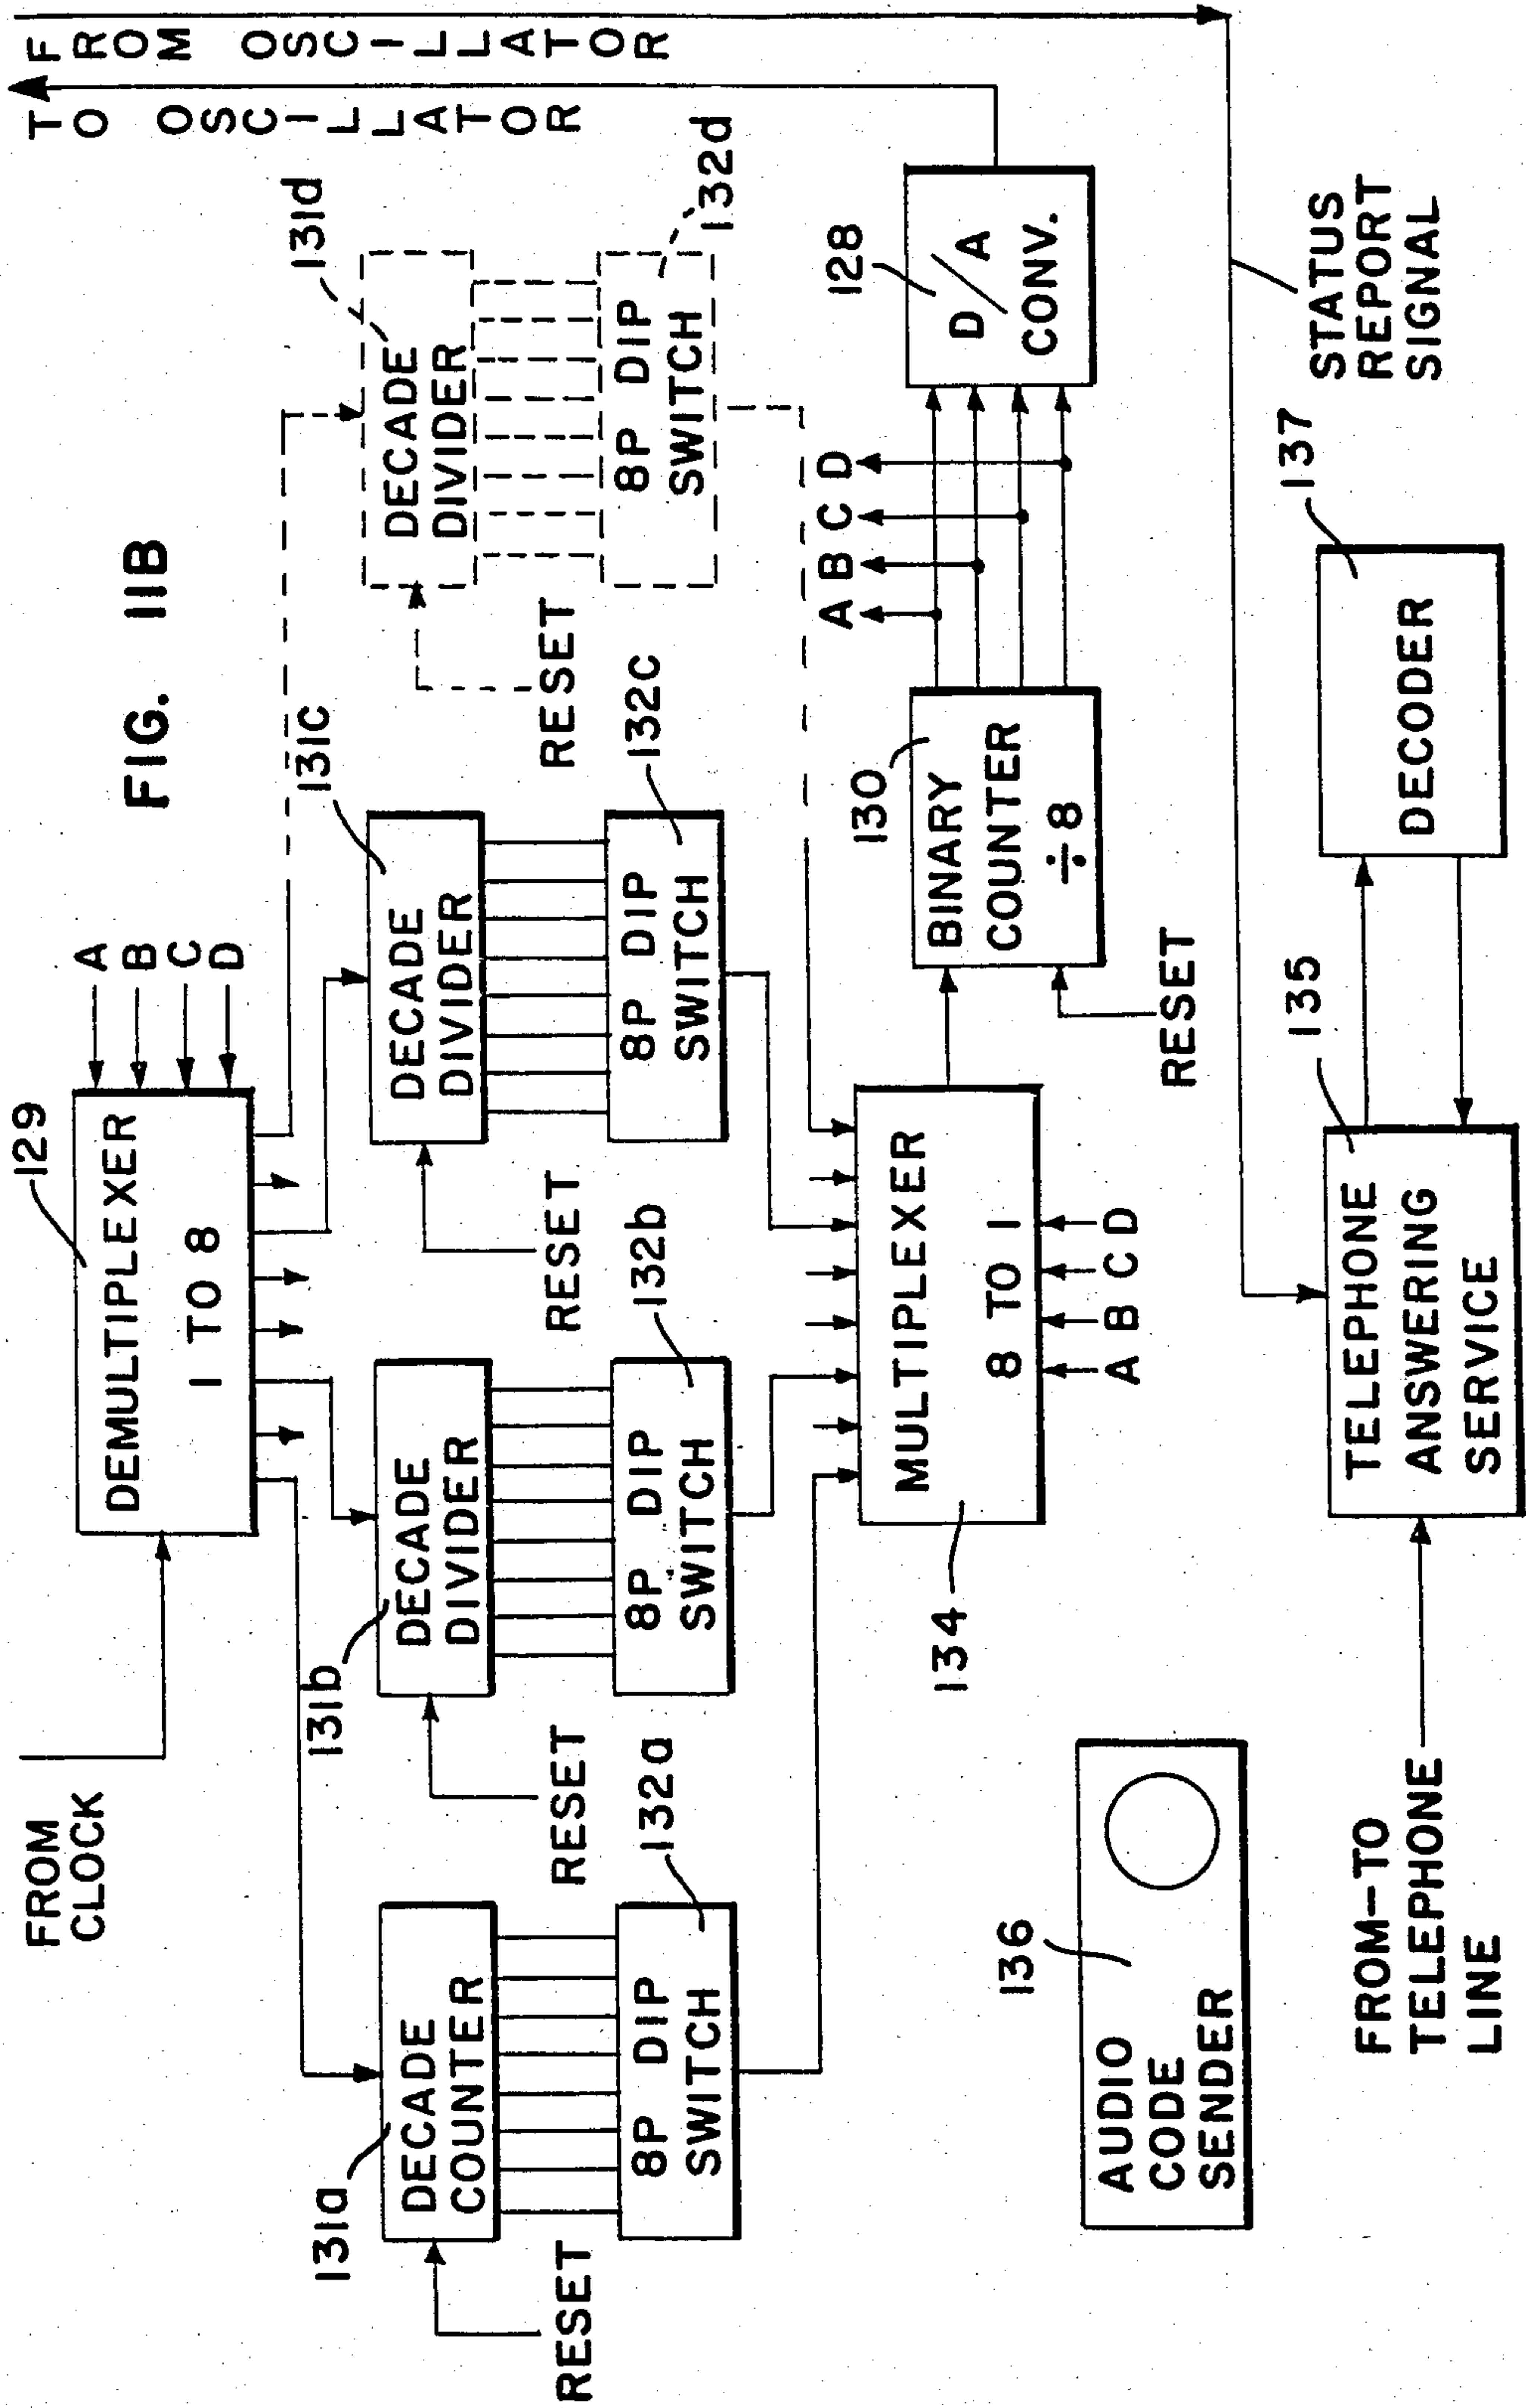 FIG. 11B
FROM OSCILLATOR
TO OSCILLATOR
FROM
CLOCK
129
DEMULTIPLEXER
1 TO 8
A
B
C
D
131a
DECADE
COUNTER
RESET
8P DIP
SWITCH
132a
131b
DECADE
DIVIDER
RESET
8P DIP
SWITCH
132b
131c
DECADE
DIVIDER
RESET
8P DIP
SWITCH
132c
131d
DECADE
DIVIDER
RESET
8P DIP
SWITCH
132d
134
MULTIPLEXER
8 TO 1
A B C D
130
BINARY
COUNTER
÷8
RESET
A B C D
128
D/A
CONV.
136
AUDIO
CODE
SENDER
STATUS
REPORT
SIGNAL
FROM-TO
TELEPHONE
LINE
135
TELEPHONE
ANSWERING
SERVICE
137
DECODER